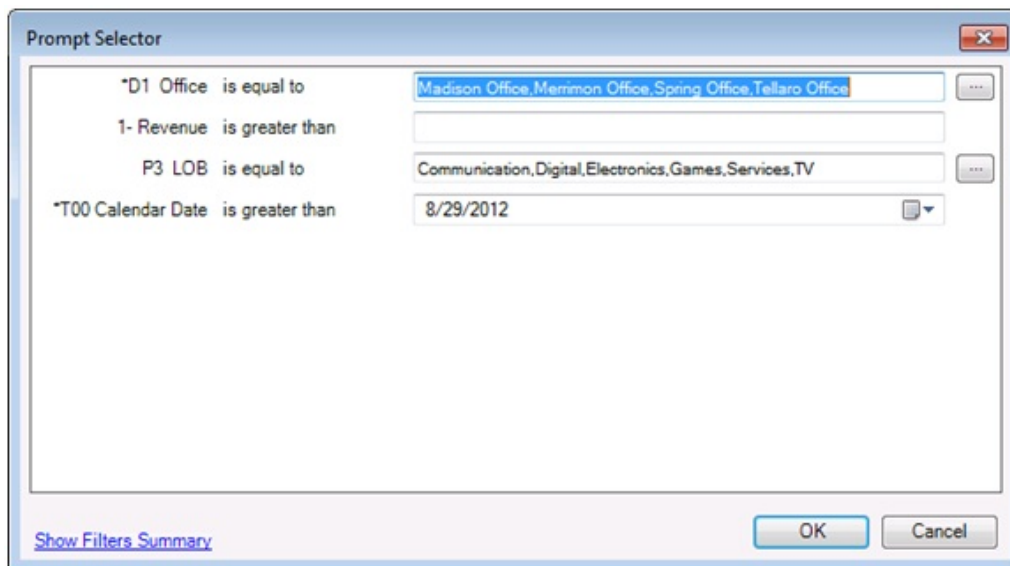 Prompt Selector
*D1 Office is equal to Madison Office,Merrimon Office,Spring Office,Tellaro Office ...
1- Revenue is greater than
P3 LOB is equal to Communication,Digital,Electronics,Games,Services,TV ...
*T00 Calendar Date is greater than 8/29/2012
Show Filters Summary OK Cancel